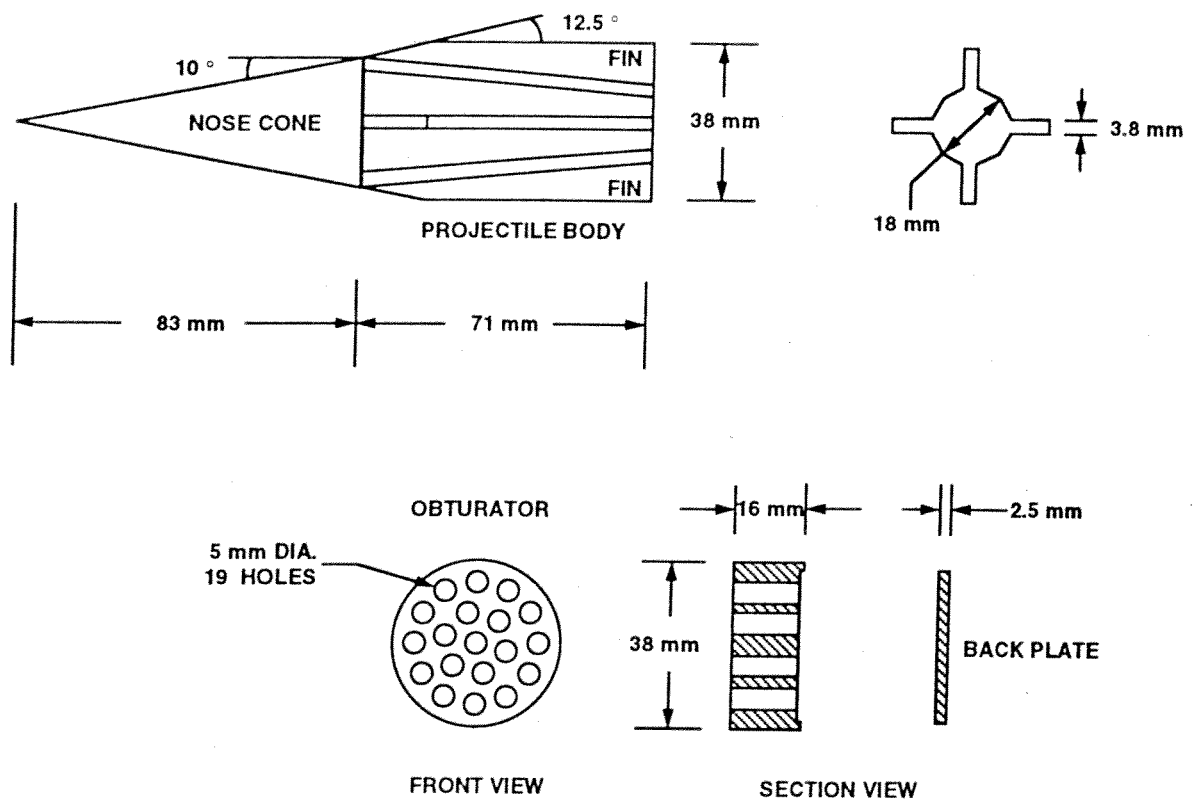 12.5 °
10 °
FIN
NOSE CONE
38 mm
3.8 mm
FIN
18 mm
PROJECTILE BODY
83 mm
71 mm
OBTURATOR
16 mm
2.5 mm
5 mm DIA.
19 HOLES
38 mm
BACK PLATE
FRONT VIEW
SECTION VIEW